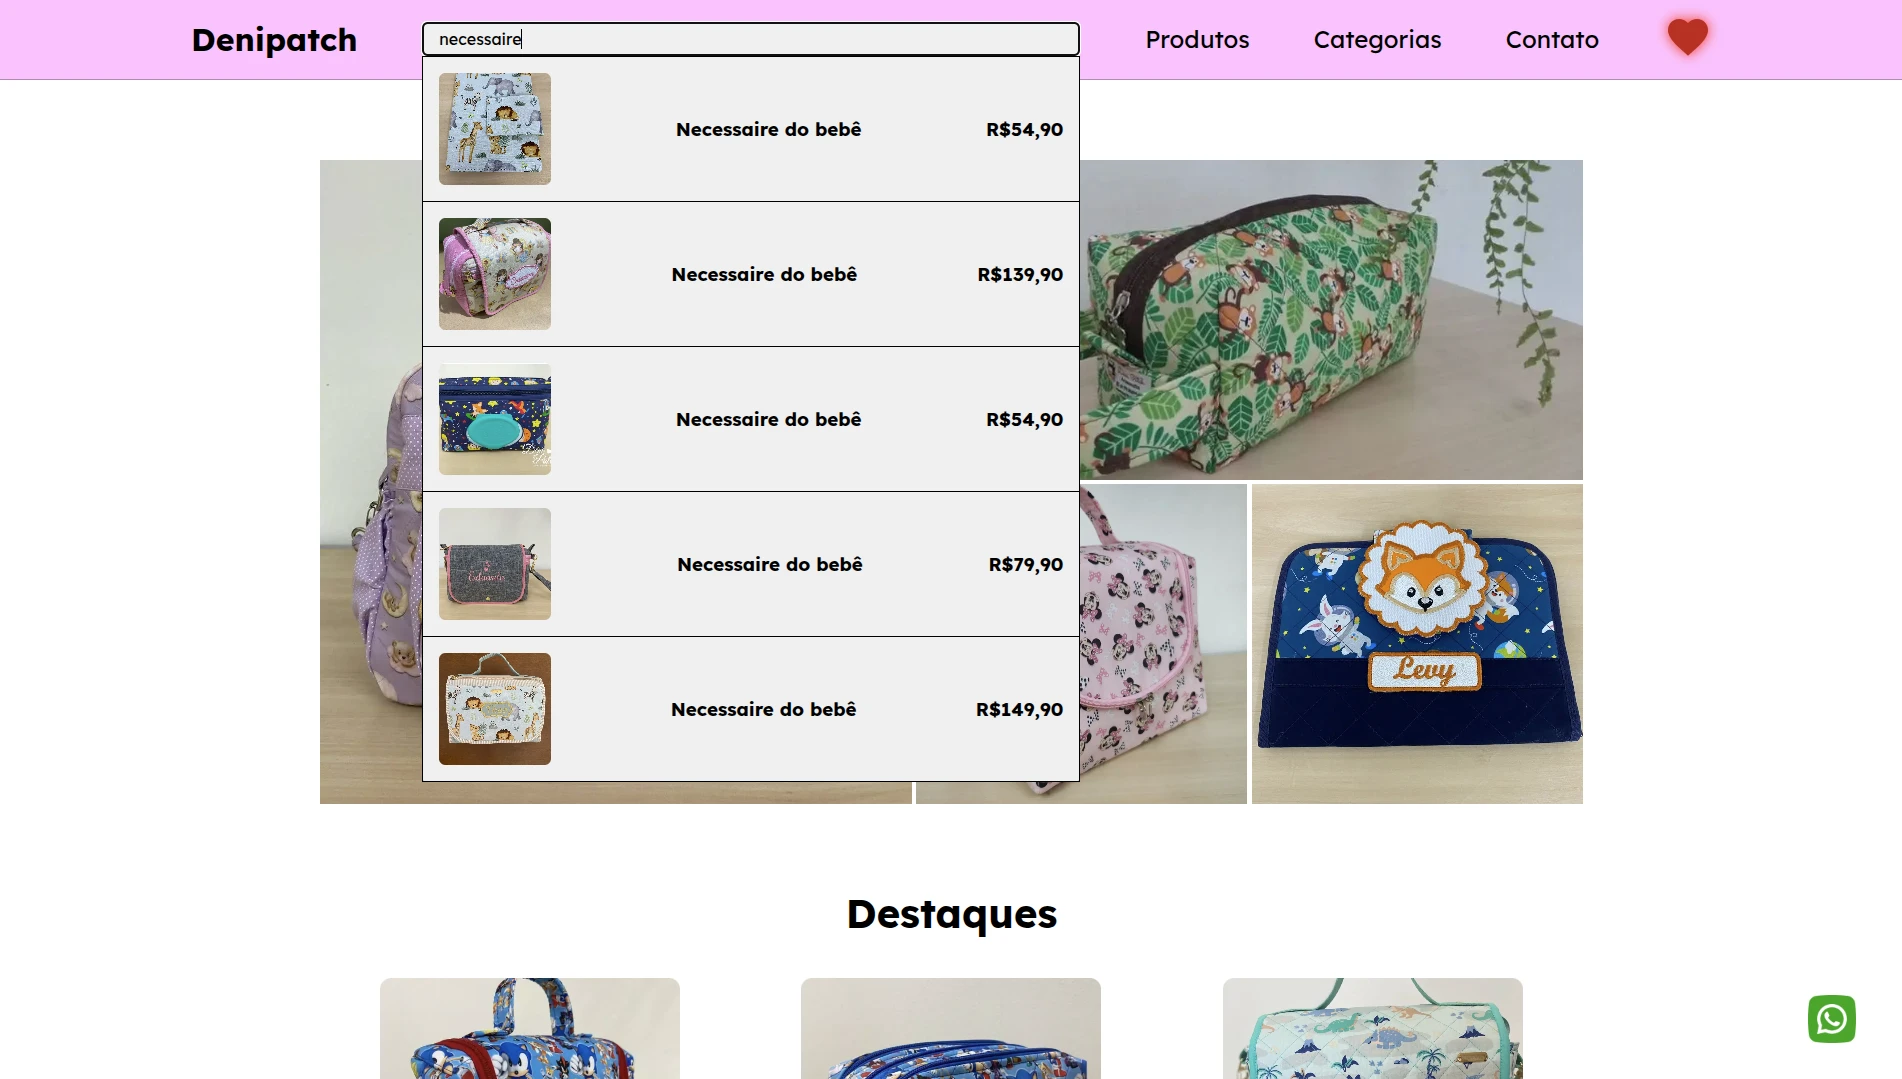 Denipatch
necessaire
Produtos
Categorias
Contato
Necessaire do bebê
R$54,90
Necessaire do bebê
R$139,90
Necessaire do bebê
R$54,90
Necessaire do bebê
R$79,90
Necessaire do bebê
R$149,90
Levy
Destaques